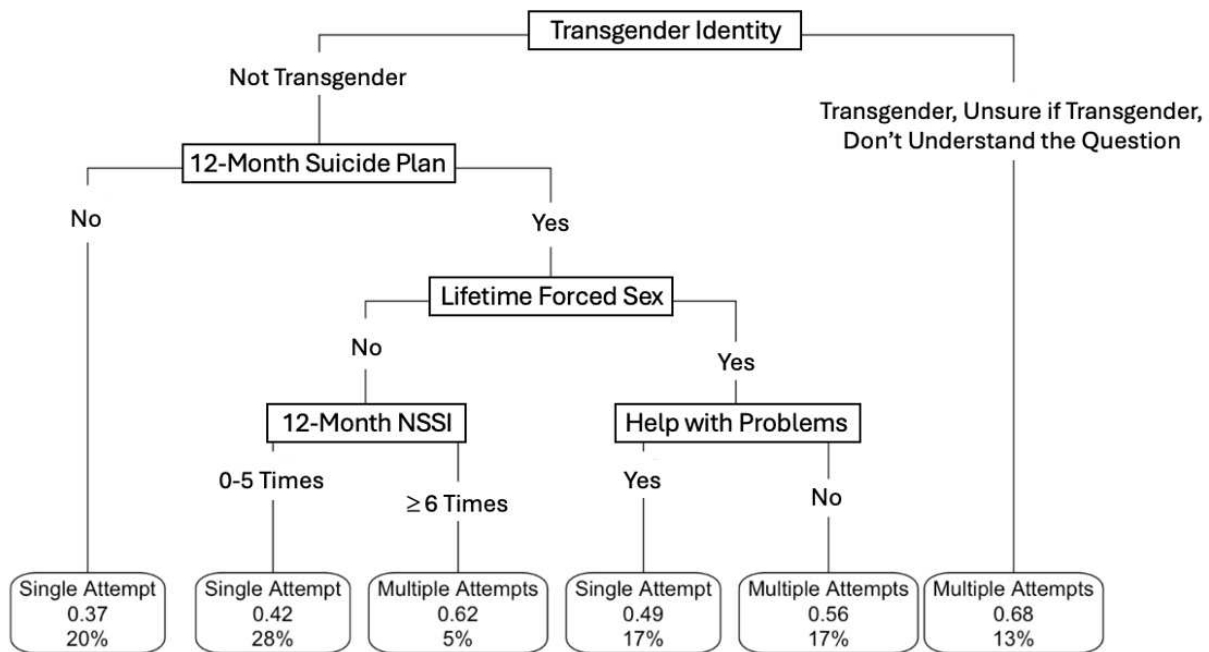 Transgender Identity
Not Transgender
Transgender, Unsure if Transgender,
Don't Understand the Question
12-Month Suicide Plan
No
Yes
Lifetime Forced Sex
No
Yes
12-Month NSSI
Help with Problems
0-5 Times
≥ 6 Times
Yes
No
Single Attempt
0.37
20%
Single Attempt
0.42
28%
Multiple Attempts
0.62
5%
Single Attempt
0.49
17%
Multiple Attempts
0.56
17%
Multiple Attempts
0.68
13%